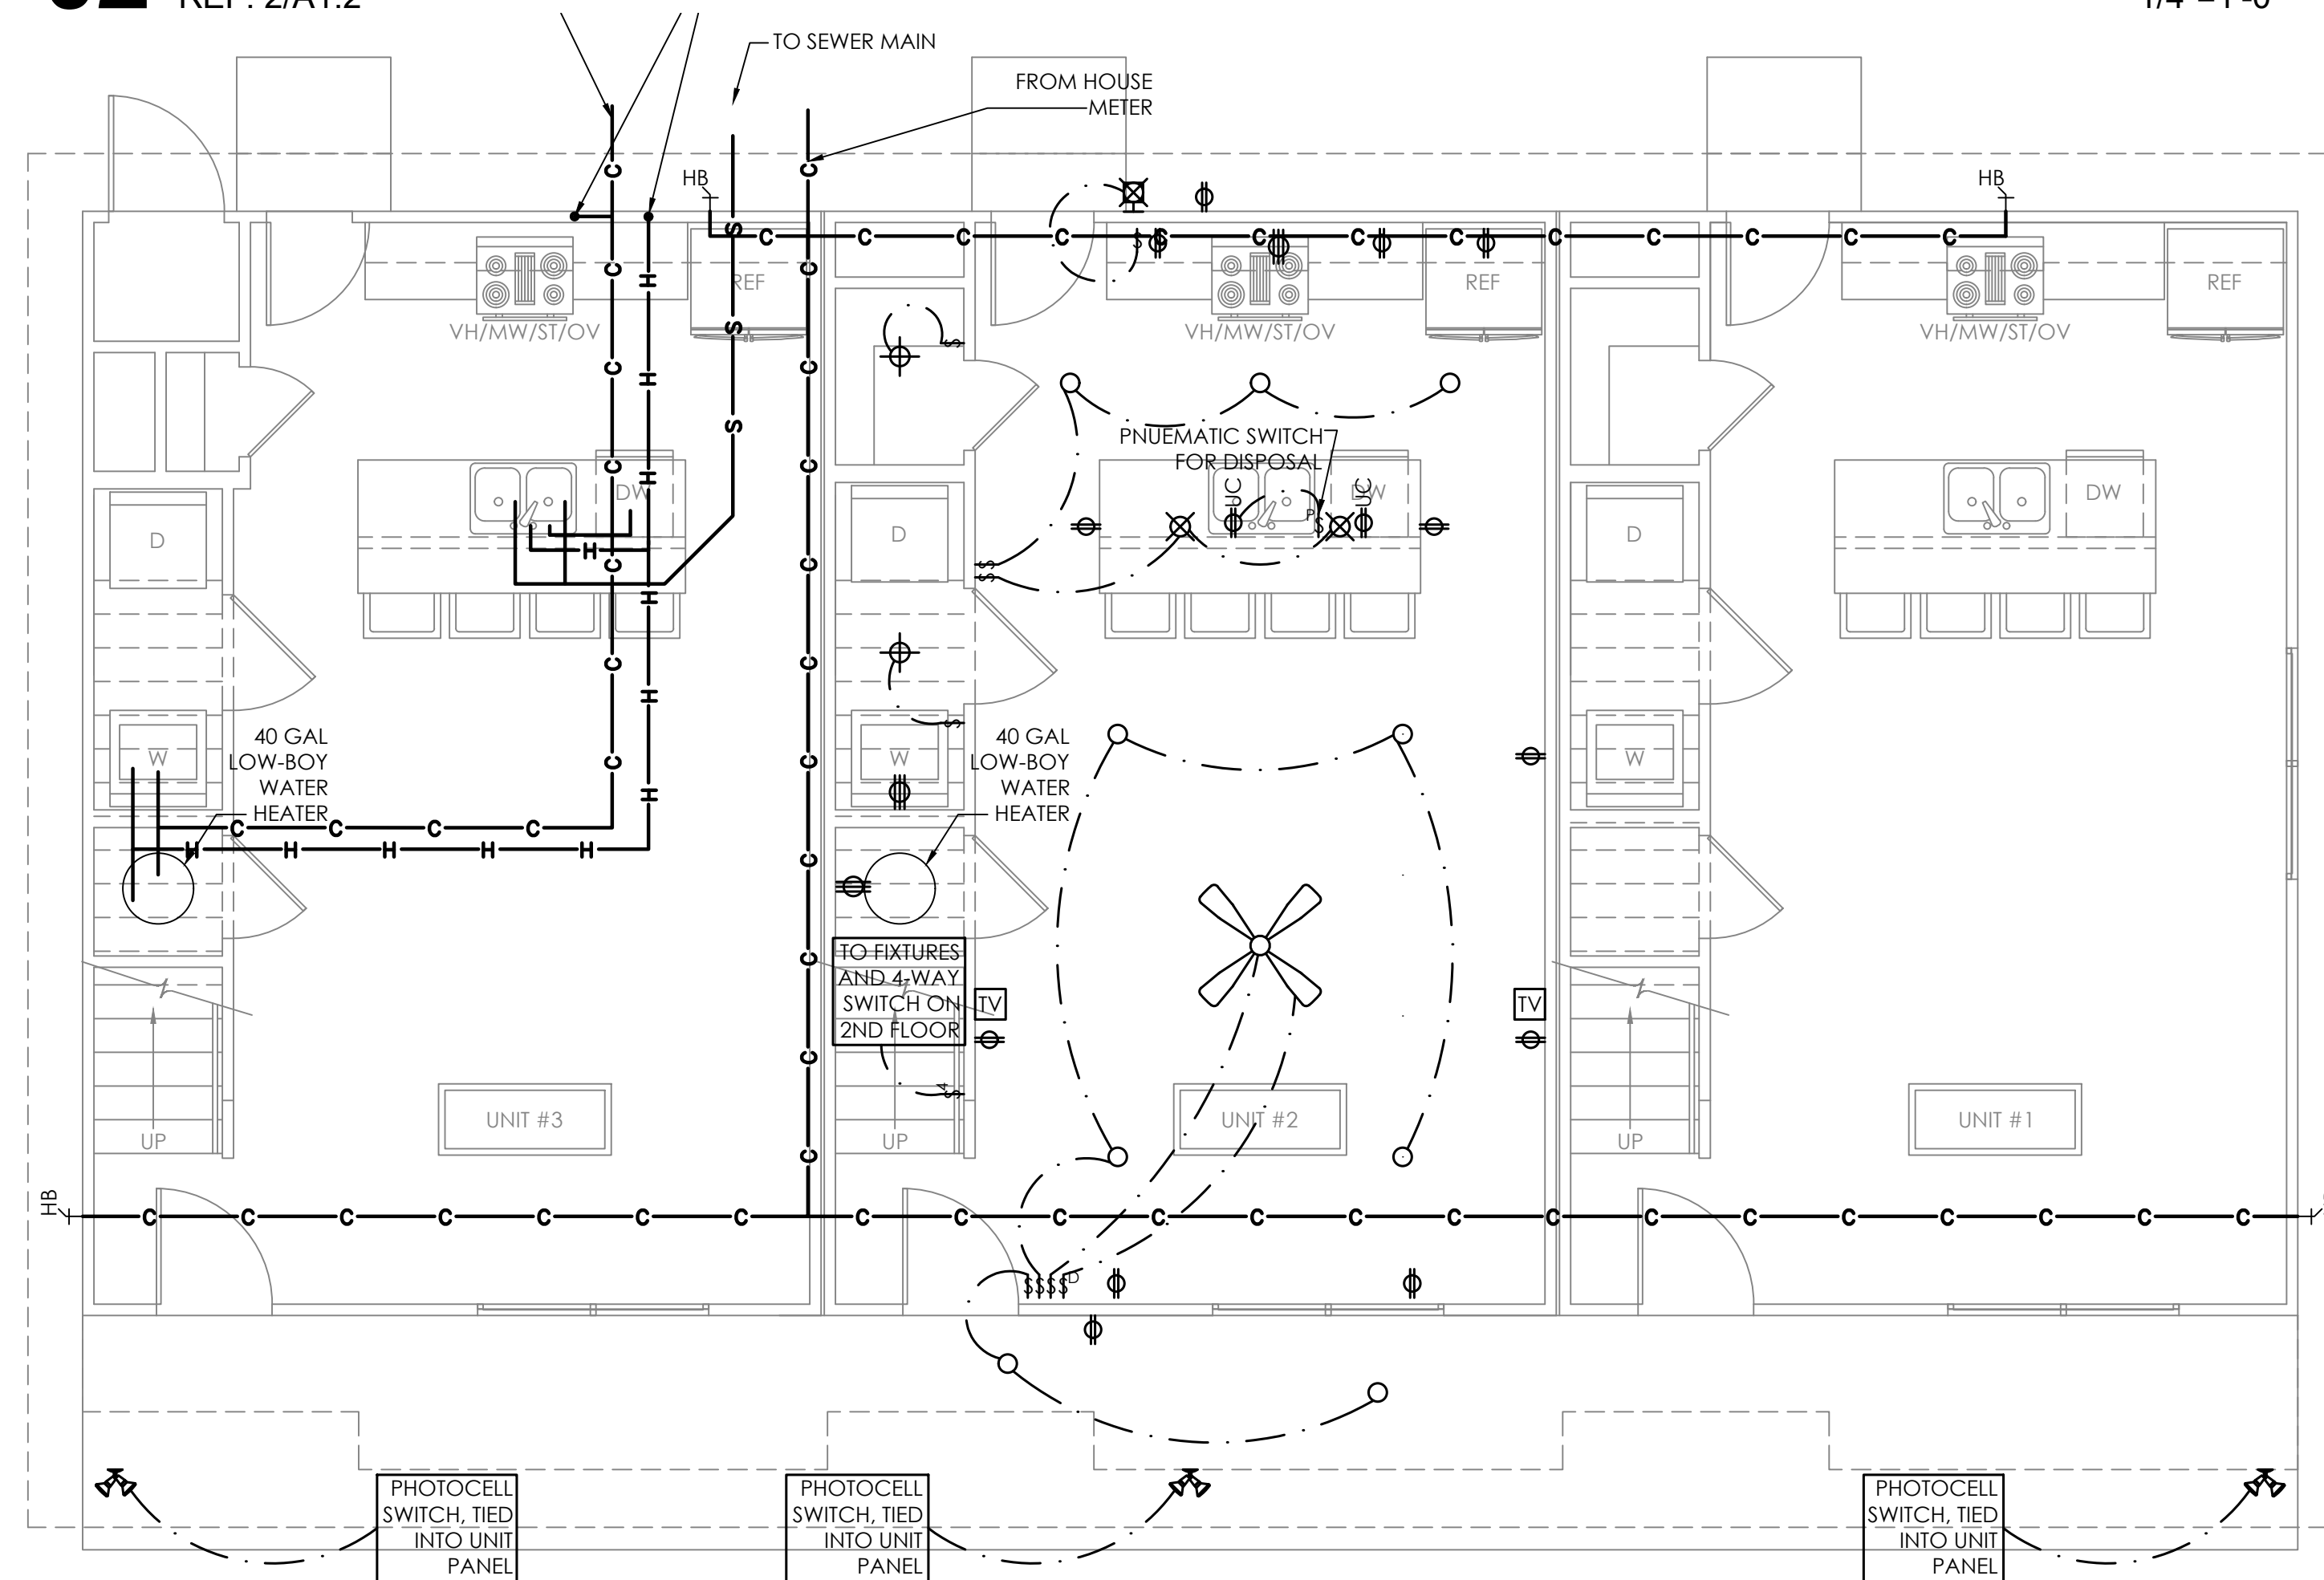 REF: 2/A1.2
TO SEWER MAIN
FROM HOUSE
METER
HB
HB
REF
REF
REF
VH/MW/ST/OV
VH/MW/ST/OV
VH/MW/ST/OV
PNUEMATIC SWITCH
FOR DISPOSAL
DW
UC
UC
DW
DW
D
D
D
W
W
W
40 GAL
LOW-BOY
WATER
HEATER
40 GAL
LOW-BOY
WATER
HEATER
TO FIXTURES
AND 4-WAY
SWITCH ON
2ND FLOOR
TV
TV
UNIT #3
UNIT #2
UNIT #1
UP
UP
UP
HB
PHOTOCELL
SWITCH, TIED
INTO UNIT
PANEL
PHOTOCELL
SWITCH, TIED
INTO UNIT
PANEL
PHOTOCELL
SWITCH, TIED
INTO UNIT
PANEL